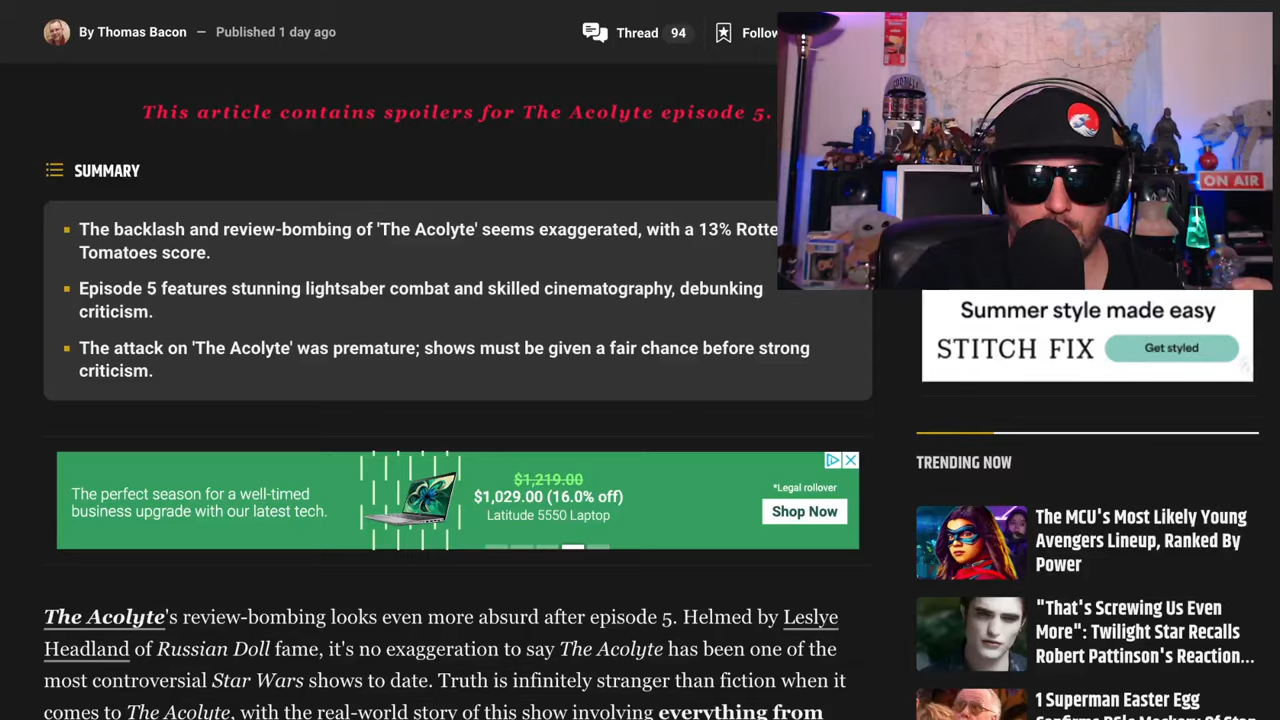 By Thomas Bacon — Published 1 day ago
Thread 94
This article contains spoilers for The Acolyte episode 5.
SUMMARY
The backlash and review-bombing of 'The Acolyte' seems exaggerated, with a 13%
Tomatoes score.
Episode 5 features stunning lightsaber combat and skilled cinematography, debunking
criticism.
The attack on 'The Acolyte' was premature; shows must be given a fair chance before strong
criticism.
The perfect season for a well-timed
business upgrade with our latest tech.
$1,219.00
$1,029.00 (16.0% off)
Latitude 5550 Laptop
*Legal rollover
Shop Now
The Acolyte's review-bombing looks even more absurd after episode 5. Helmed by Leslye
Headland of Russian Doll fame, it's no exaggeration to say The Acolyte has been one of the
most controversial Star Wars shows to date. Truth is infinitely stranger than fiction when it
comes to The Acolyte, with the real-world story of this show involving everything from
ON AIR
Summer style made easy
STITCH FIX
Get styled
TRENDING NOW
The MCU's Most Likely Young
Avengers Lineup, Ranked By
Power
"That's Screwing Us Even
More": Twilight Star Recalls
Robert Pattinson's Reaction...
1 Superman Easter Egg